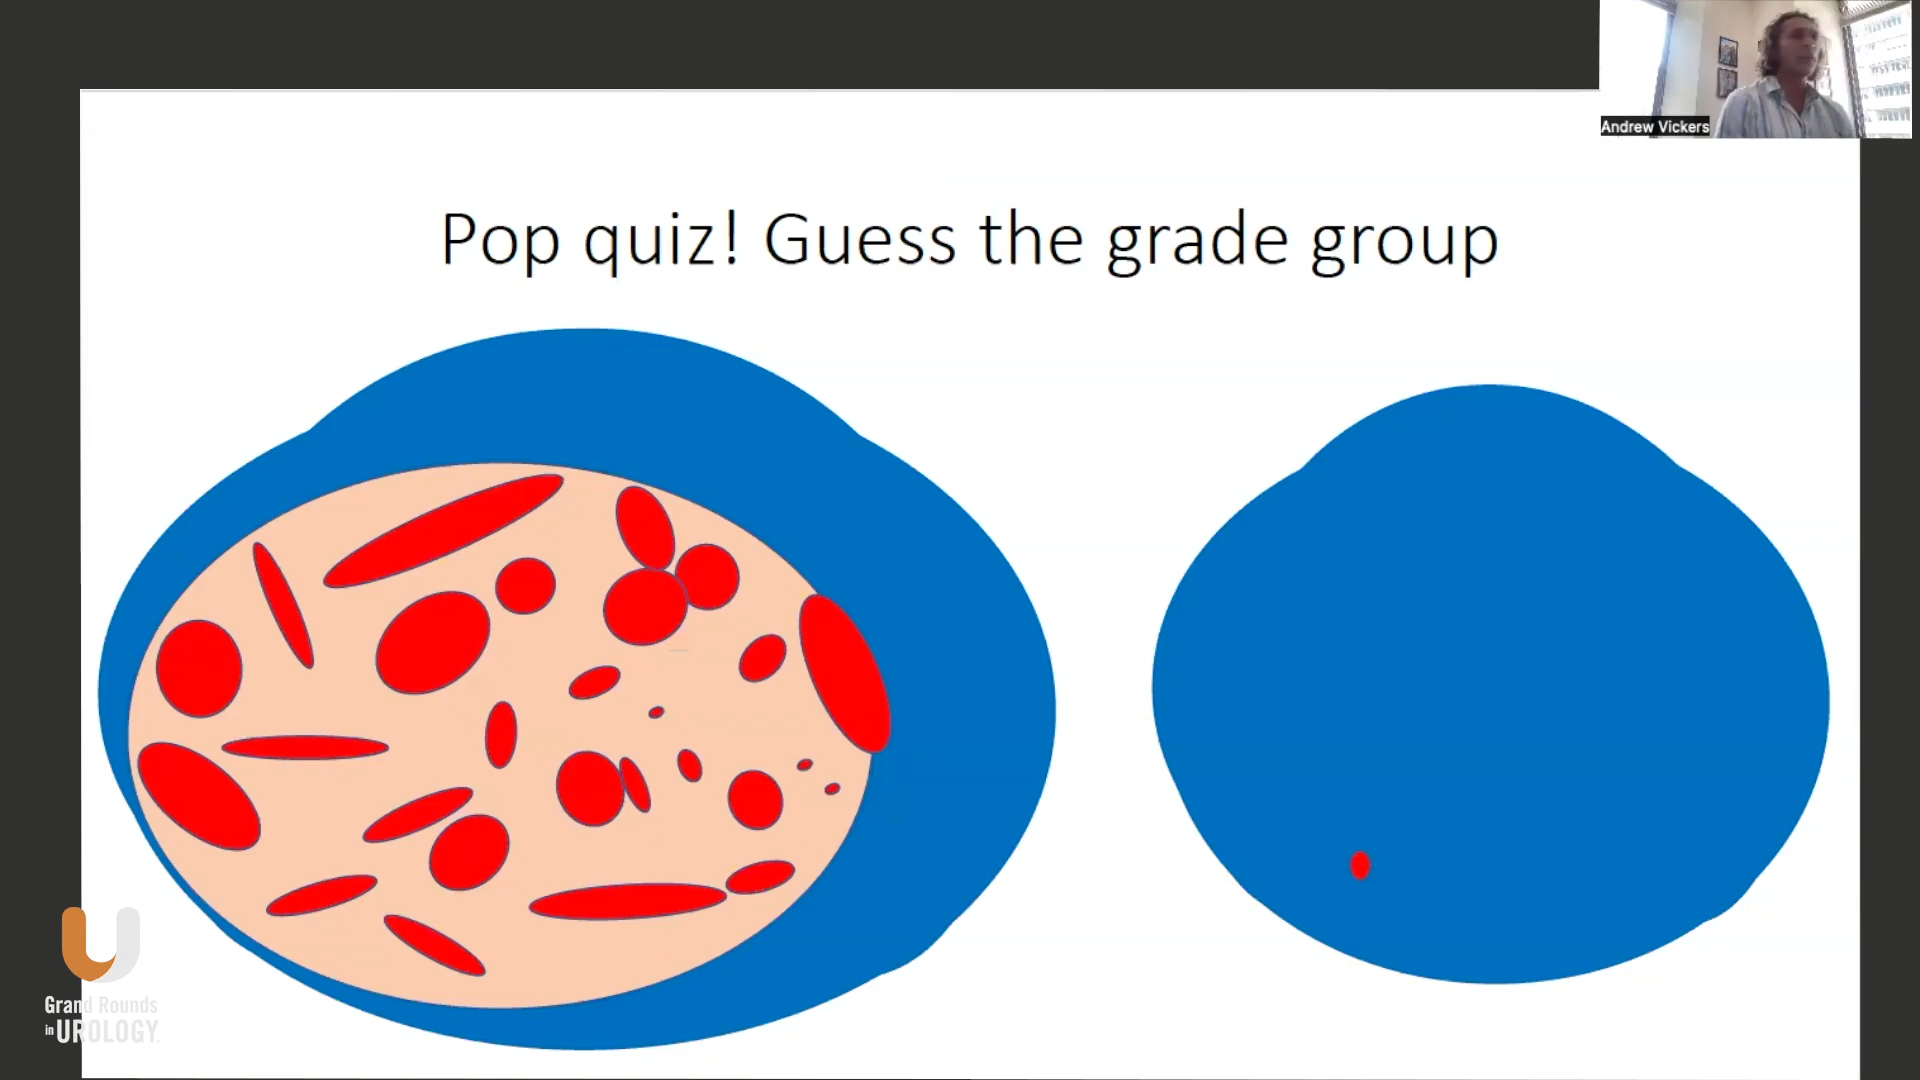 Andrew Vickers
Pop quiz! Guess the grade group
Grand Rounds
in UROLOGY